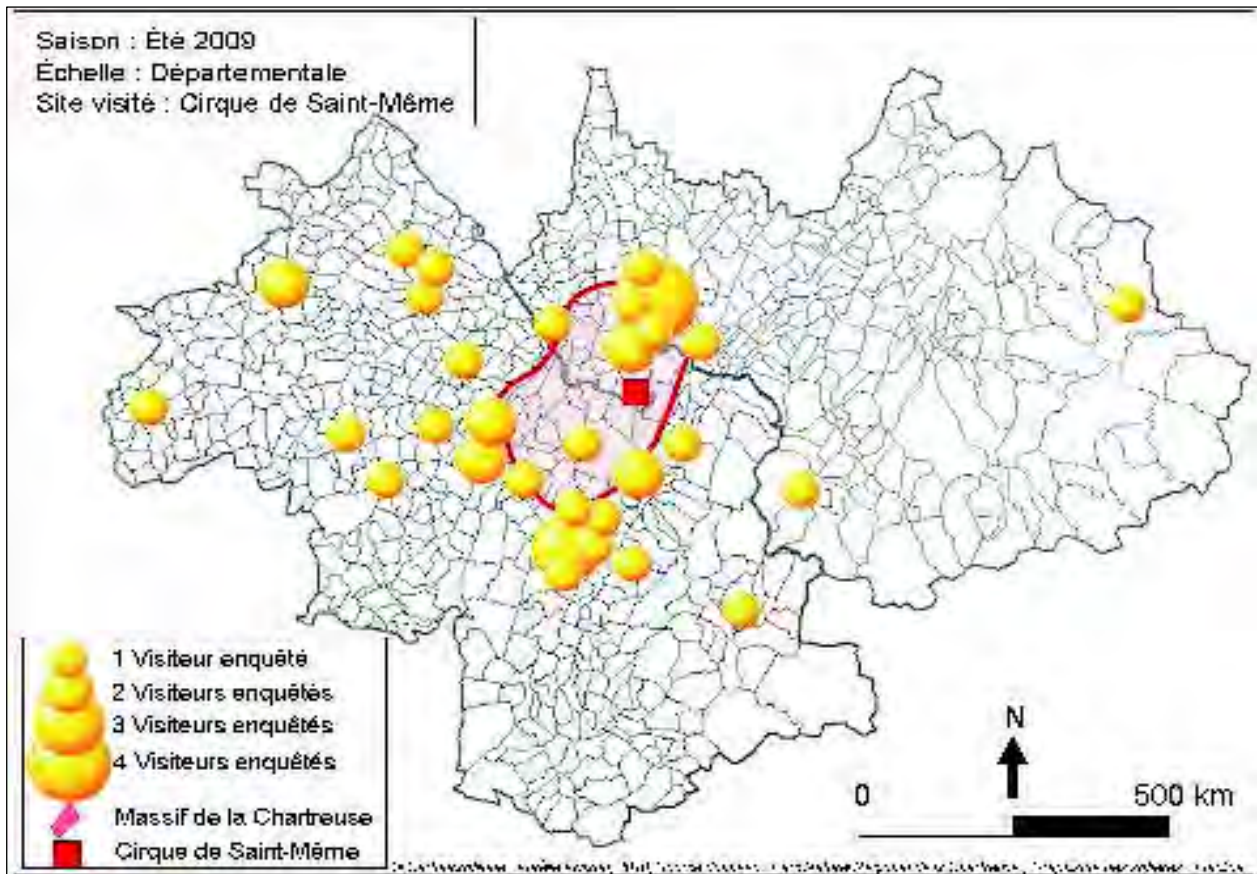 Saison : Été 2009
Échelle : Départementale
Site visité : Cirque de Saint-Même
1 Visiteur enquêté
2 Visiteurs enquêtés
3 Visiteurs enquêtés
4 Visiteurs enquêtés
Massif de la Chartreuse
Cirque de Saint-Même
N
0 500 km